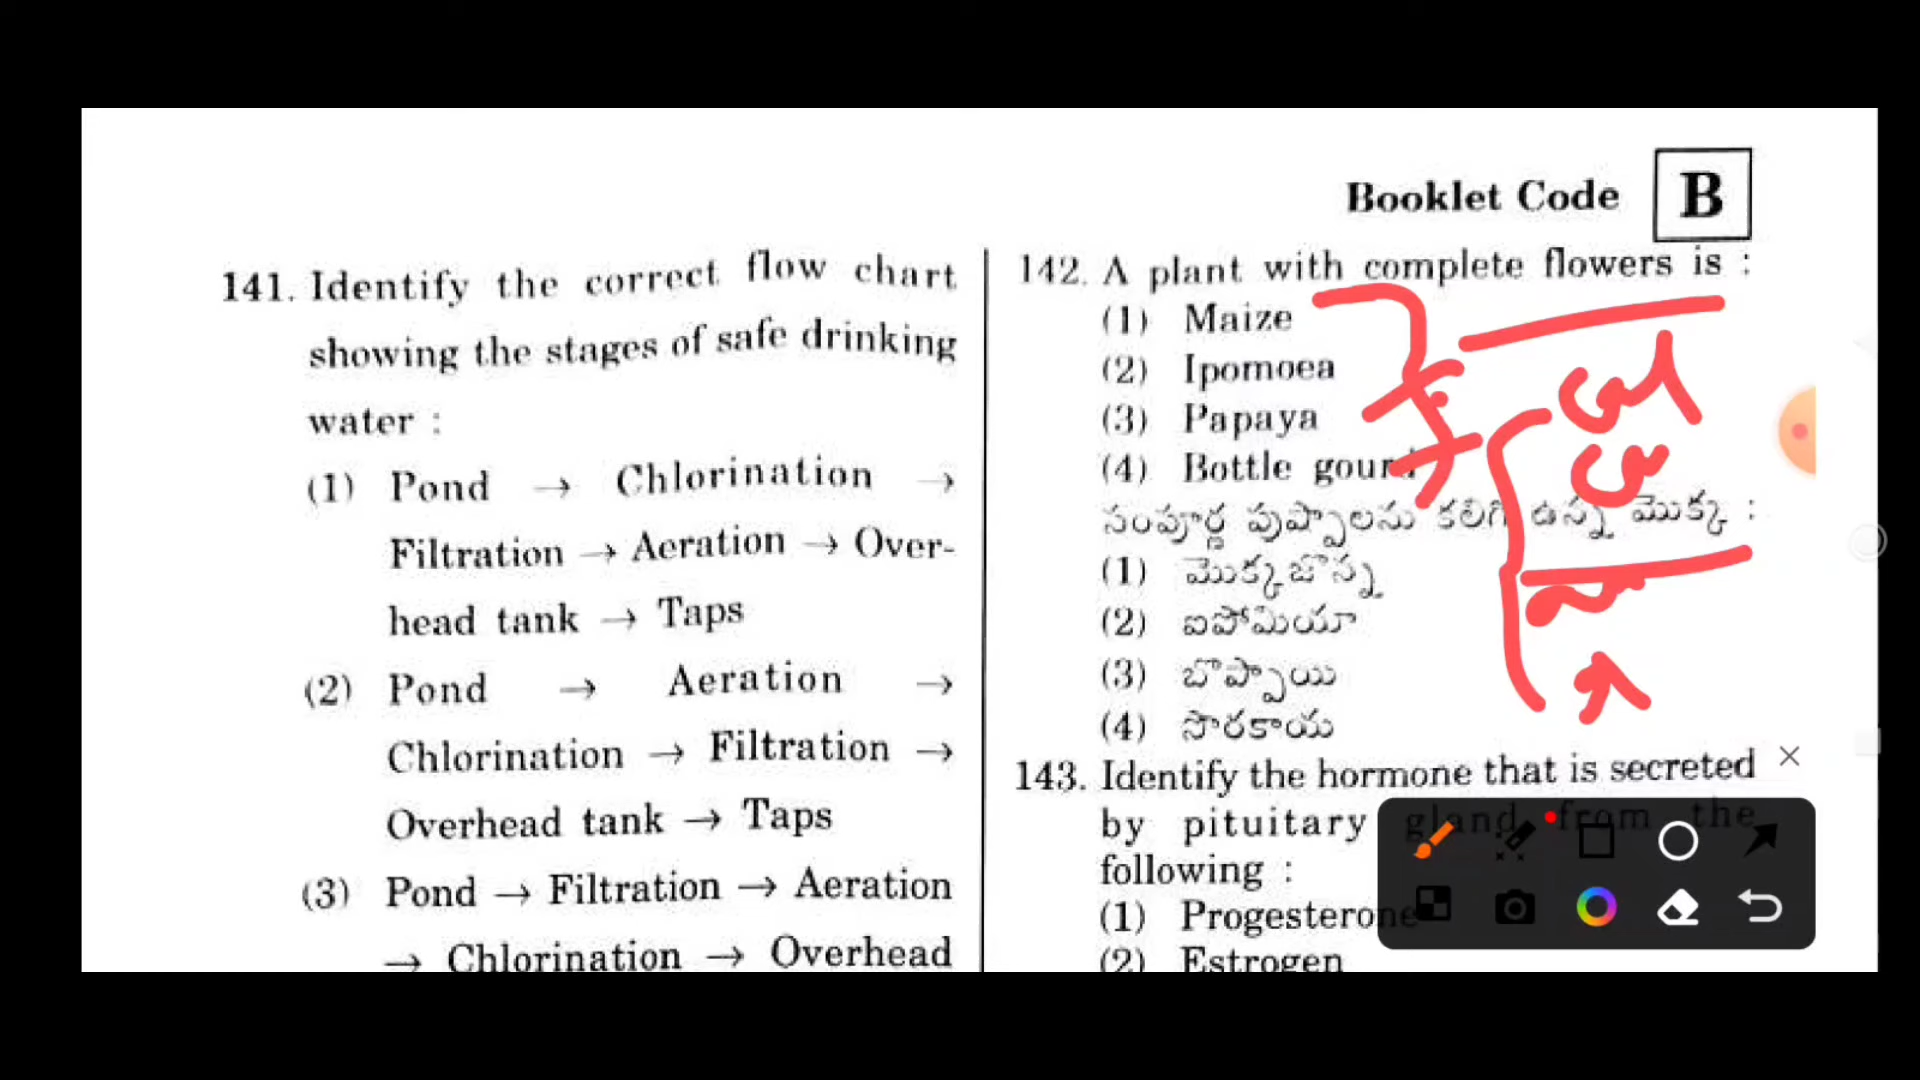 Booklet Code B
141. Identify the correct flow chart
showing the stages of safe drinking
water :
(1) Pond → Chlorination →
Filtration → Aeration → Over-
head tank → Taps
(2) Pond → Aeration →
Chlorination → Filtration →
Overhead tank → Taps
(3) Pond → Filtration → Aeration
→ Chlorination → Overhead
142. A plant with complete flowers is :
(1) Maize
(2) Ipomoea
(3) Papaya
(4) Bottle gourd
సంపూర్ణ పుష్పాలను కలిగి ఉన్న మొక్క :
(1) మొక్కజొన్న
(2) ఐపోమియా
(3) బొప్పాయి
(4) సొరకాయ
143. Identify the hormone that is secreted
by pituitary gland from the
following :
(1) Progesterone
(2) Estrogen